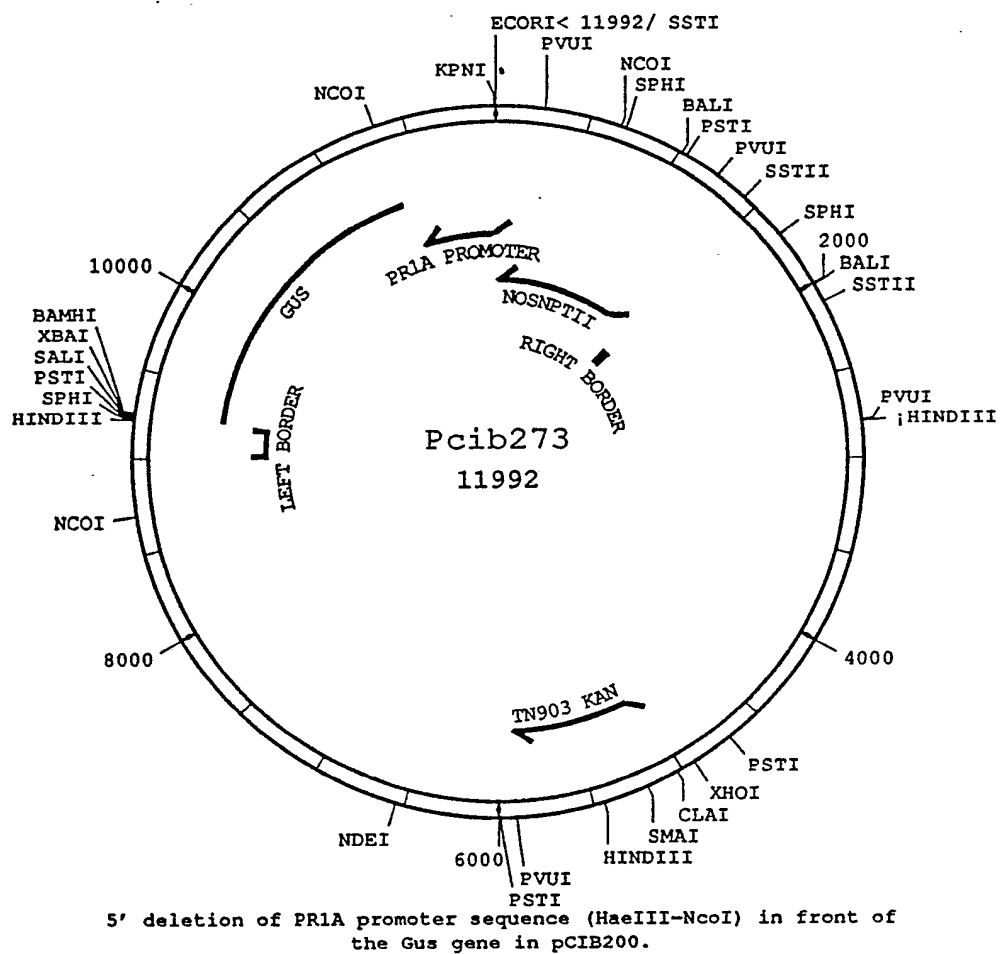 ECORI< 11992/ SSTI
PVUI
KPNI
NCOI
SPHI
NCOI
BALI
PSTI
PVUI
SSTII
SPHI
2000
BALI
SSTII
PR1A PROMOTER
10000
NOSNPTII
GUS
BAMHI
XBAI
SALI
PSTI
SPHI
HINDIII
RIGHT BORDER
PVUI
¡HINDIII
LEFT BORDER
Pcib273
11992
NCOI
8000
4000
TN903 KAN
PSTI
XHOI
CLAI
SMAI
HINDIII
NDEI
6000
PVUI
PSTI
5' deletion of PR1A promoter sequence (HaeIII-NcoI) in front of
the Gus gene in pCIB200.